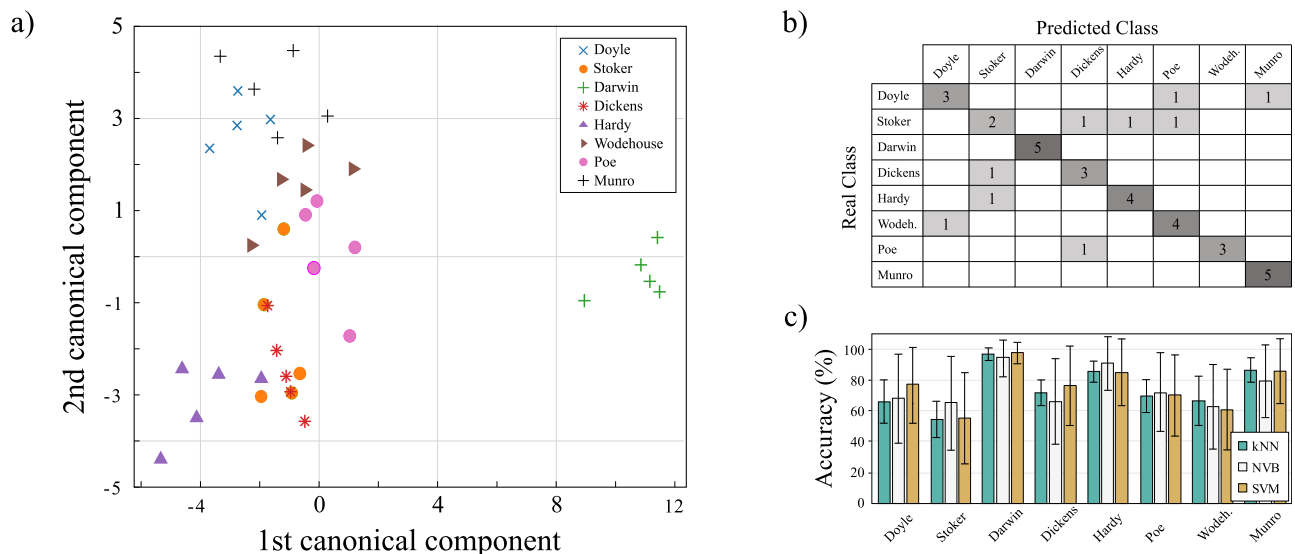 a)
5
3
1
-1
-3
-5
2nd canonical component
-4
0
4
8
12
1st canonical component
Doyle
Stoker
Darwin
Dickens
Hardy
Wodehouse
Poe
Munro
b)
Predicted Class
Doyle Stoker Darwin Dickens Hardy Poe Wodeh. Munro
Real Class
Doyle 3 1 1
Stoker 2 1 1 1
Darwin 5
Dickens 1 3
Hardy 1 4
Wodeh. 1 4
Poe 1 3
Munro 5
c)
Accuracy (%)
100
80
60
40
20
0
kNN
NVB
SVM
Doyle Stoker Darwin Dickens Hardy Poe Wodeh. Munro